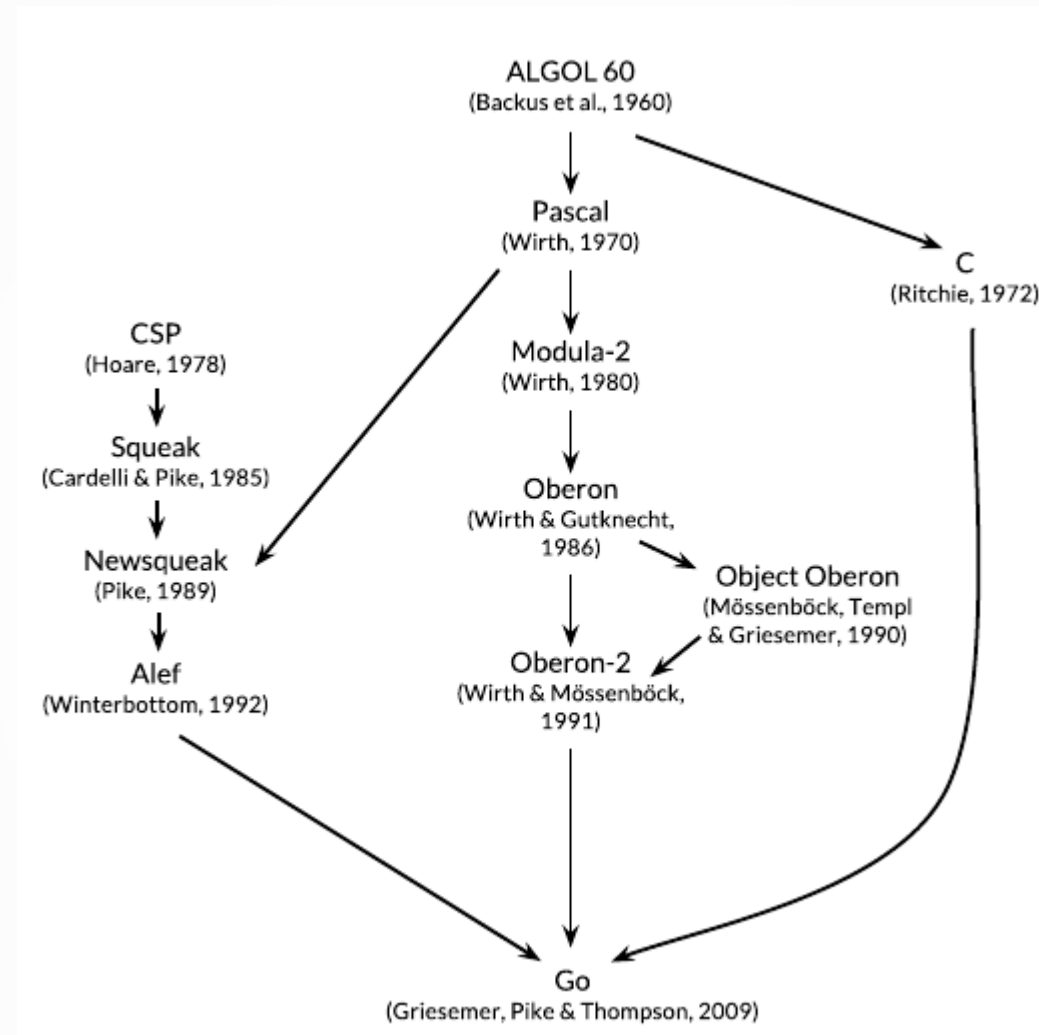 ALGOL 60
(Backus et al., 1960)
Pascal
(Wirth, 1970)
C
(Ritchie, 1972)
CSP
(Hoare, 1978)
Modula-2
(Wirth, 1980)
Squeak
(Cardelli & Pike, 1985)
Oberon
(Wirth & Gutknecht,
1986)
Newsqueak
(Pike, 1989)
Object Oberon
(Mössenböck, Templ
& Griesemer, 1990)
Alef
(Winterbottom, 1992)
Oberon-2
(Wirth & Mössenböck,
1991)
Go
(Griesemer, Pike & Thompson, 2009)